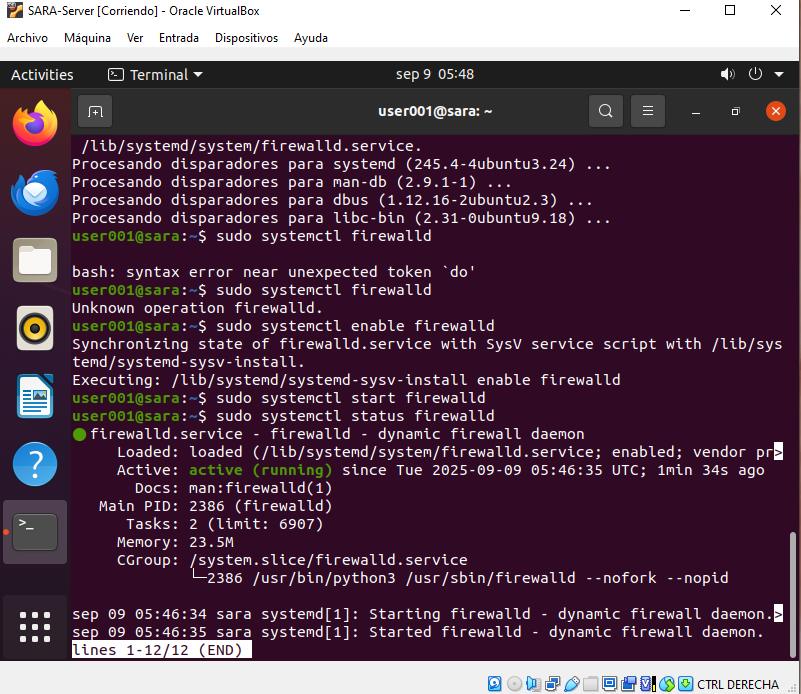 SARA-Server [Corriendo] - Oracle VirtualBox
Archivo Máquina Ver Entrada Dispositivos Ayuda
Activities Terminal sep 9 05:48
user001@sara: ~
/lib/systemd/system/firewalld.service.
Procesando disparadores para systemd (245.4-4ubuntu3.24) ...
Procesando disparadores para man-db (2.9.1-1) ...
Procesando disparadores para dbus (1.12.16-2ubuntu2.3) ...
Procesando disparadores para libc-bin (2.31-0ubuntu9.18) ...
user001@sara:~$ sudo systemctl firewalld
bash: syntax error near unexpected token `do'
user001@sara:~$ sudo systemctl firewalld
Unknown operation firewalld.
user001@sara:~$ sudo systemctl enable firewalld
Synchronizing state of firewalld.service with SysV service script with /lib/sys
temd/systemd-sysv-install.
Executing: /lib/systemd/systemd-sysv-install enable firewalld
user001@sara:~$ sudo systemctl start firewalld
user001@sara:~$ sudo systemctl status firewalld
● firewalld.service - firewalld - dynamic firewall daemon
Loaded: loaded (/lib/systemd/system/firewalld.service; enabled; vendor pr>
Active: active (running) since Tue 2025-09-09 05:46:35 UTC; 1min 34s ago
Docs: man:firewalld(1)
Main PID: 2386 (firewalld)
Tasks: 2 (limit: 6907)
Memory: 23.5M
CGroup: /system.slice/firewalld.service
└─2386 /usr/bin/python3 /usr/sbin/firewalld --nofork --nopid
sep 09 05:46:34 sara systemd[1]: Starting firewalld - dynamic firewall daemon.>
sep 09 05:46:35 sara systemd[1]: Started firewalld - dynamic firewall daemon.
lines 1-12/12 (END)
CTRL DERECHA